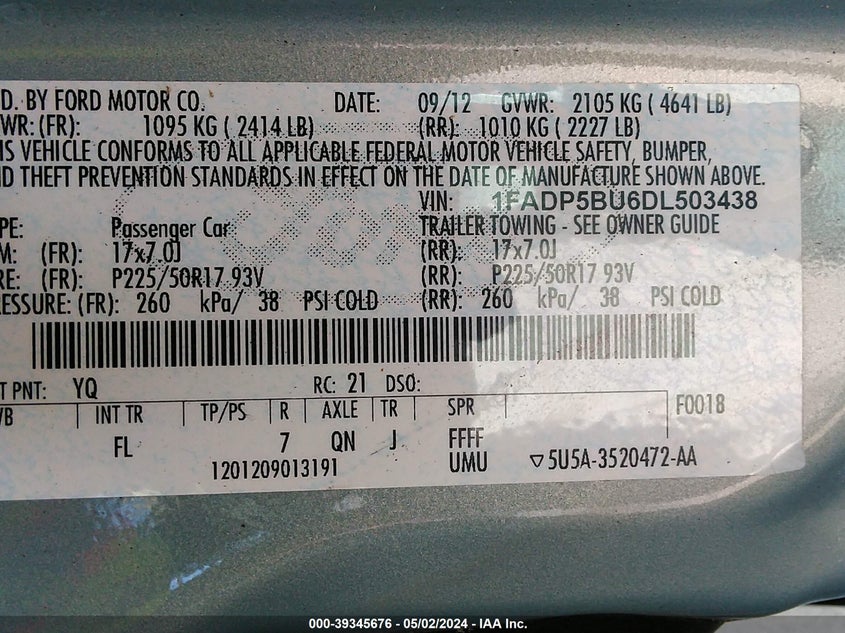 D. BY FORD MOTOR CO. DATE: 09/12 GVWR: 2105 KG ( 4641 LB)
WR: (FR): 1095 KG ( 2414 LB) (RR): 1010 KG ( 2227 LB)
IS VEHICLE CONFORMS TO ALL APPLICABLE FEDERAL MOTOR VEHICLE SAFETY, BUMPER,
ND THEFT PREVENTION STANDARDS IN EFFECT ON THE DATE OF MANUFACTURE SHOWN ABOVE.
VIN: 1FADP5BU6DL503438
PE: Passenger Car TRAILER TOWING - SEE OWNER GUIDE
M: (FR): 17x7.0J (RR): 17x7.0J
RE: (FR): P225/50R17 93V (RR): P225/50R17 93V
ESSURE: (FR): 260 kPa/ 38 PSI COLD (RR): 260 kPa/ 38 PSI COLD
T PNT: YQ RC: 21 DSO:
WB INT TR TP/PS R AXLE TR SPR F0018
FL 7 QN J FFFF
1201209013191 UMU ▽5U5A-3520472-AA
000-39345676 - 05/02/2024 - IAA Inc.